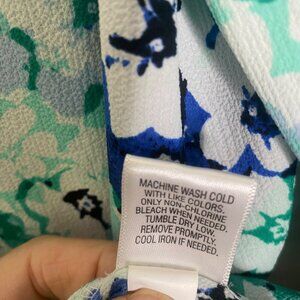 MACHINE WASH COLD
WITH LIKE COLORS.
ONLY NON-CHLORINE
BLEACH WHEN NEEDED.
TUMBLE DRY LOW.
REMOVE PROMPTLY.
COOL IRON IF NEEDED.